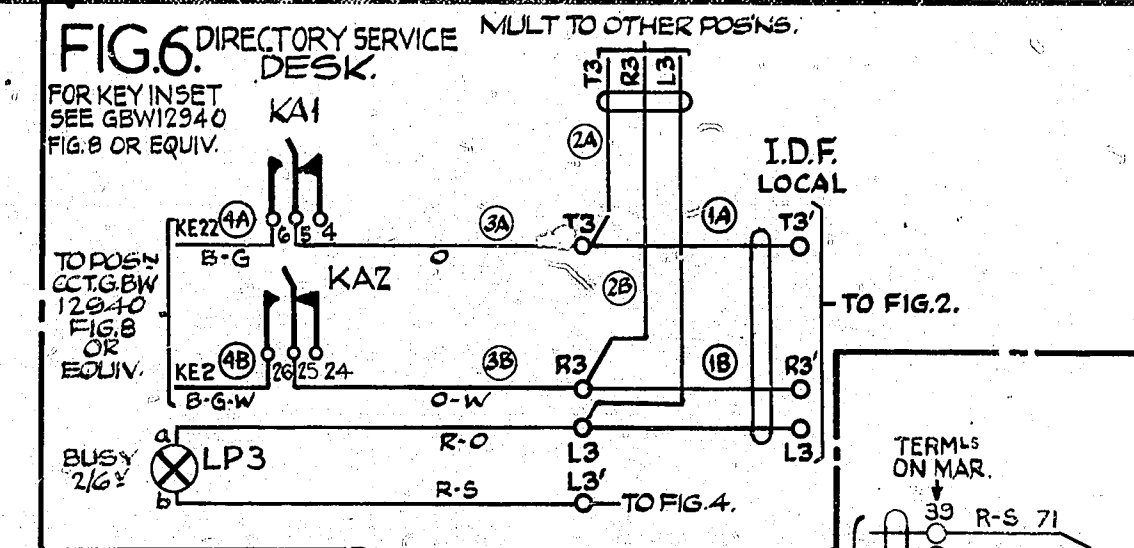 FIG.6. DIRECTORY SERVICE DESK.
MULT TO OTHER POS'NS.
FOR KEY INSET
SEE GBW12940
FIG.8 OR EQUIV.
KA1
T3 R3 L3
2A
I.D.F.
LOCAL
KE22 4A 6 5 4 3A T3 1A T3'
B-G O
TO POSN
CCT.G.BW
12940
FIG.8
OR
EQUIV.
KA2
2B
TO FIG.2.
KE2 4B 26 25 24 3B R3 1B R3'
B-G-W O-W
a
BUSY
2/6V
LP3
b
R-O
L3
L3
L3'
R-S
TO FIG.4.
TERMLS
ON MAR.
39 R-S 71